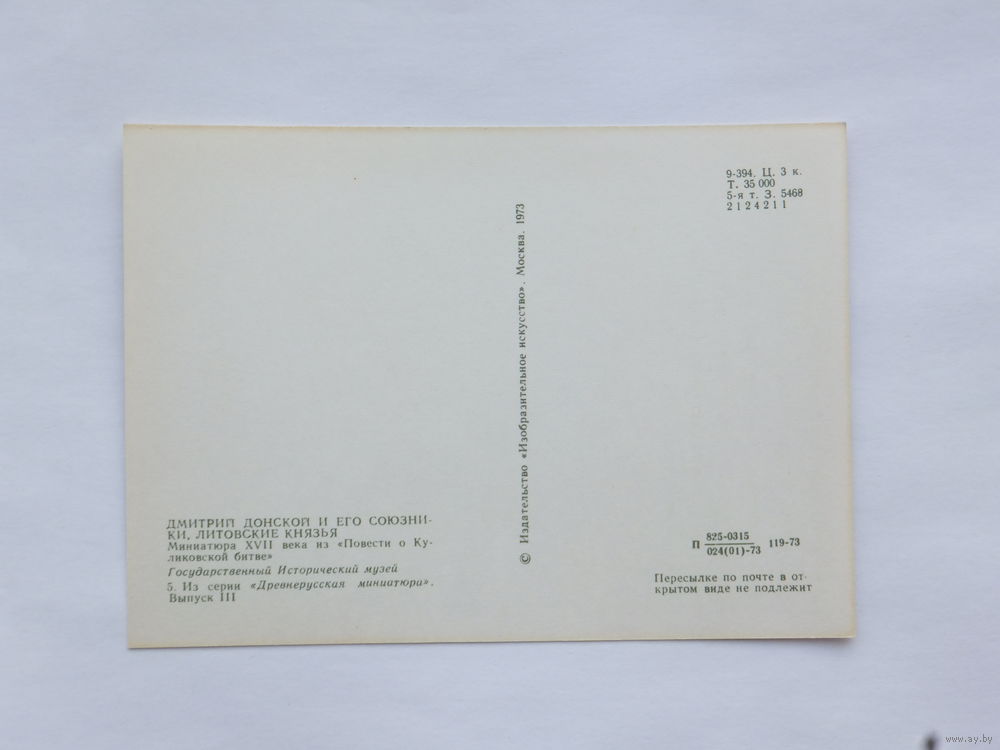 9-394. Ц. 3 к.
Т. 35 000
5-я т. З. 5468
2124211
© Издательство «Изобразительное искусство». Москва. 1973
ДМИТРИЙ ДОНСКОЙ И ЕГО СОЮЗНИ-
КИ, ЛИТОВСКИЕ КНЯЗЬЯ
Миниатюра XVII века из «Повести о Ку-
ликовской битве»
Государственный Исторический музей
5. Из серии «Древнерусская миниатюра».
Выпуск III
П 825-0315 119-73
024(01)-73
Пересылке по почте в от-
крытом виде не подлежит
www.ay.by